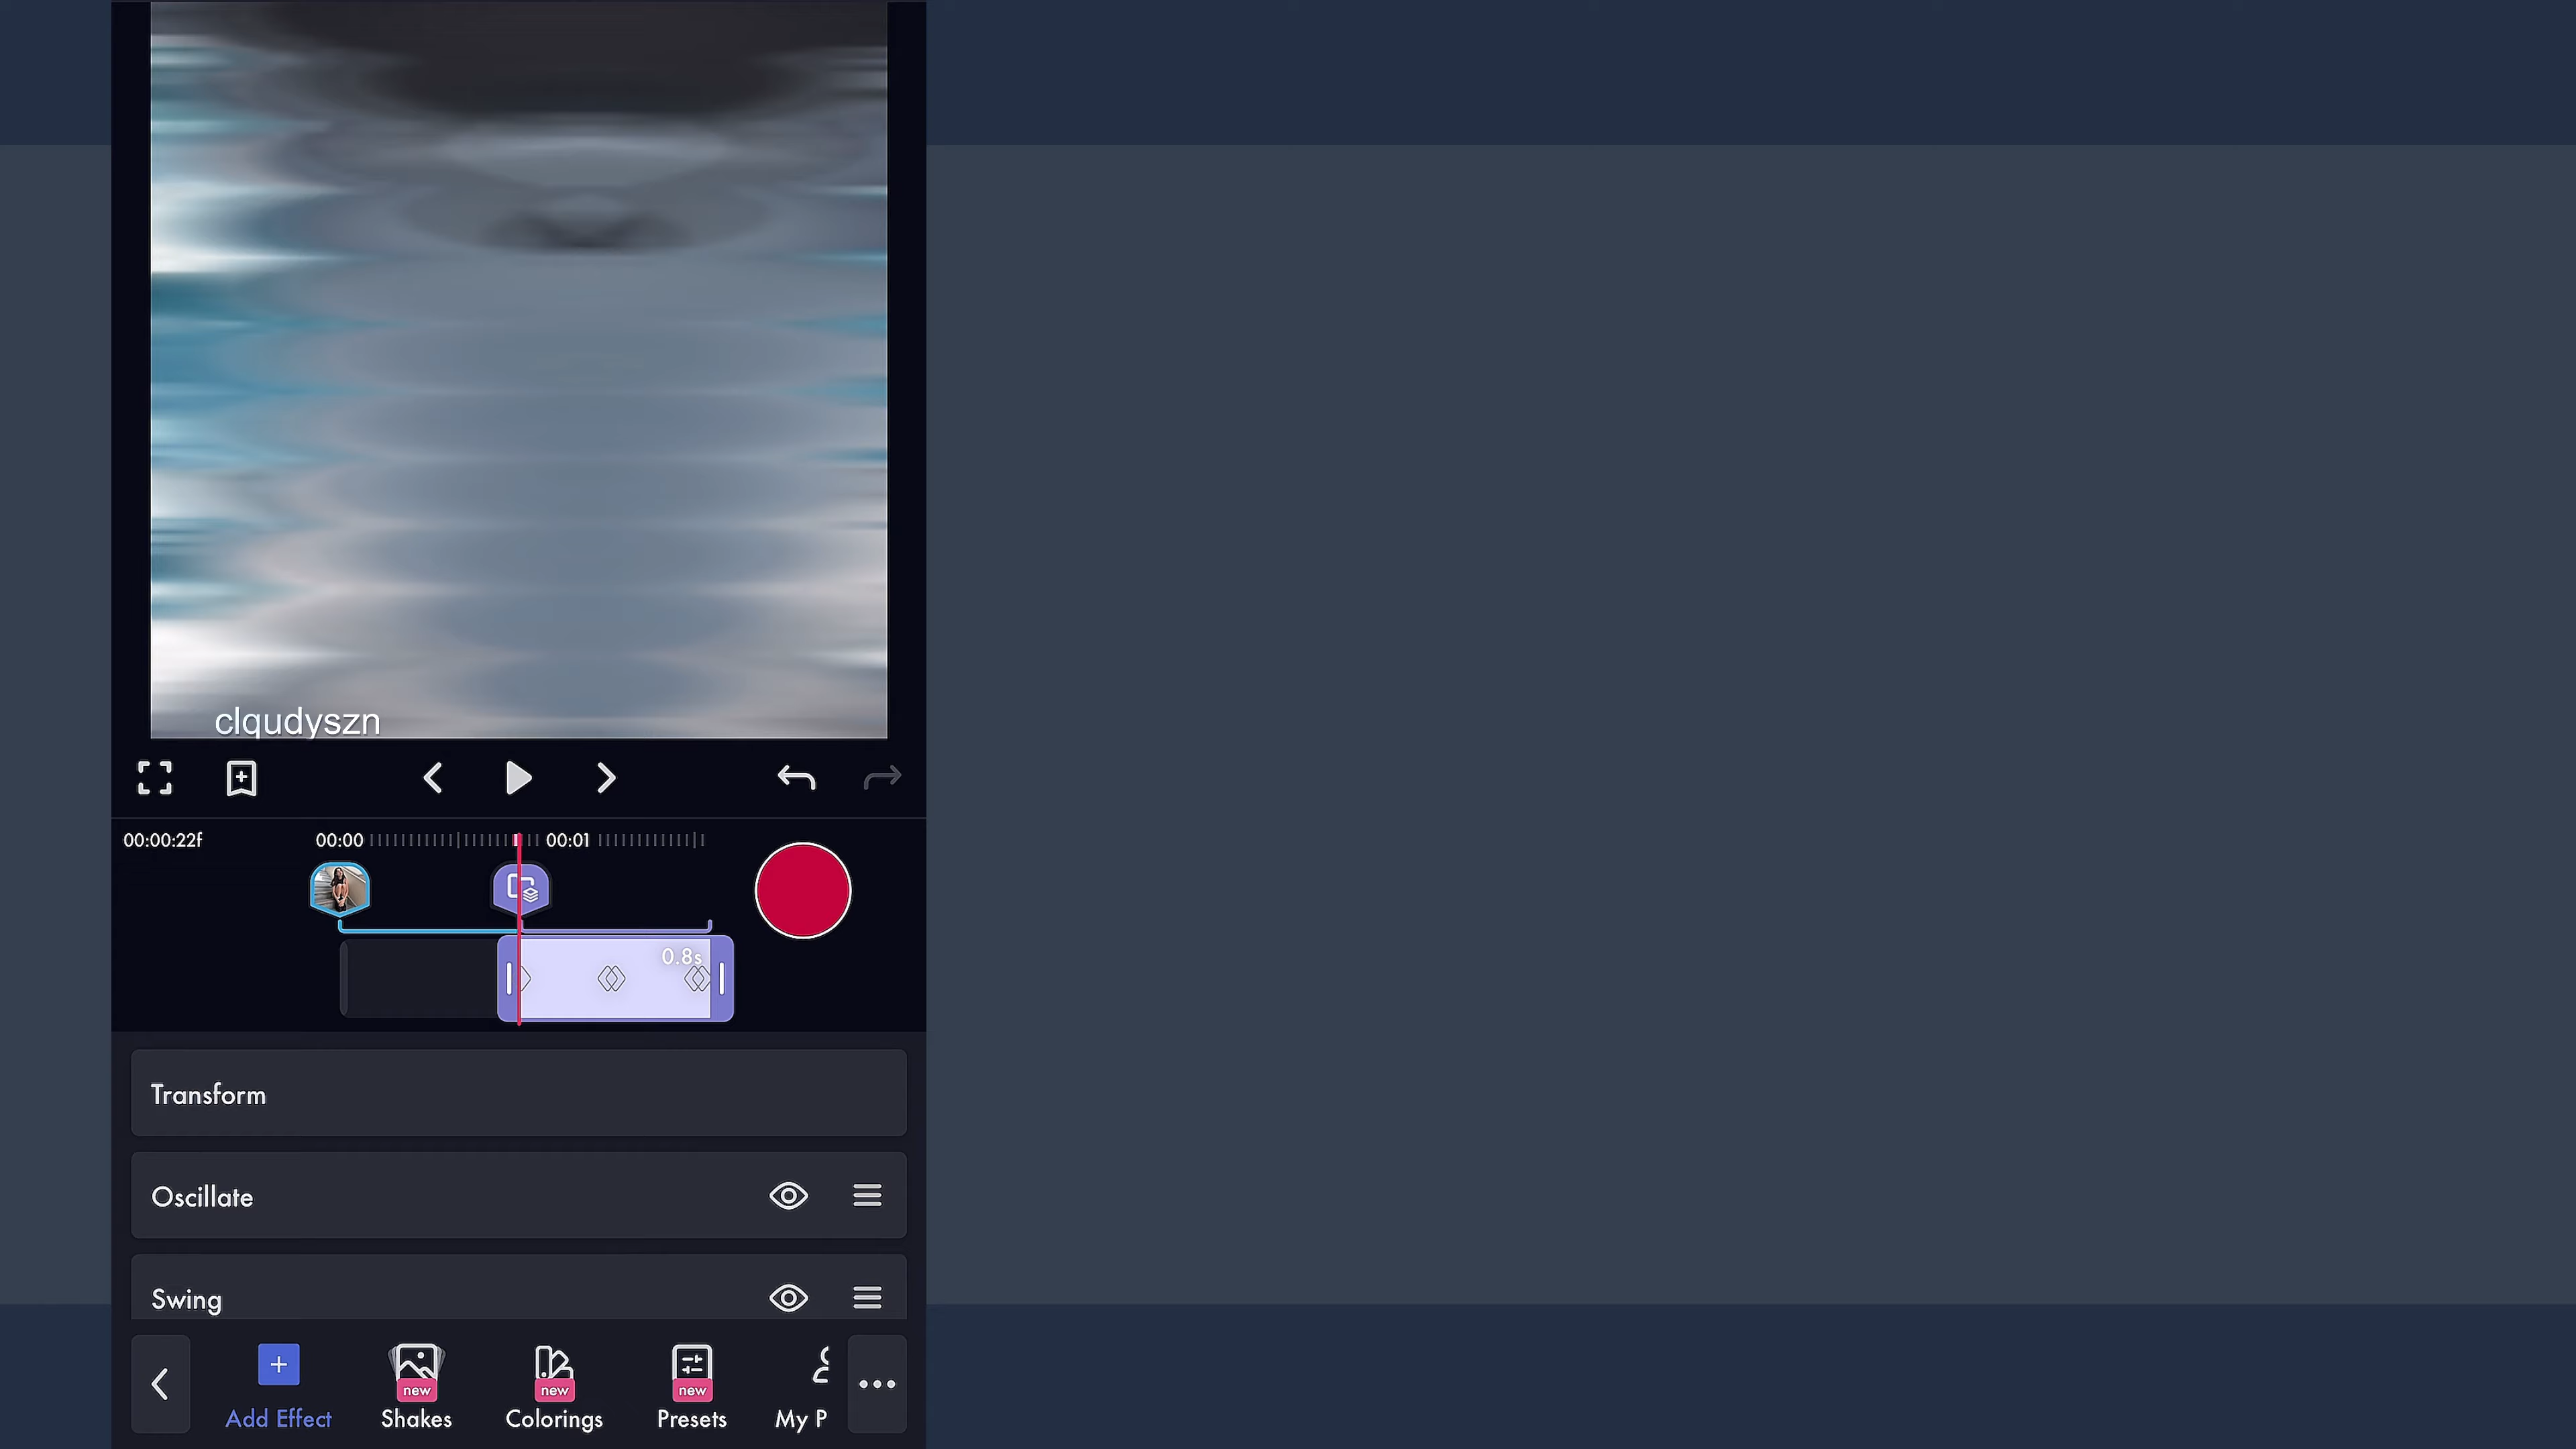 clqudyszn
00:00:22f
00:00
00:01
0.8s
Transform
Oscillate
Swing
new
new
new
Add Effect
Shakes
Colorings
Presets
My P